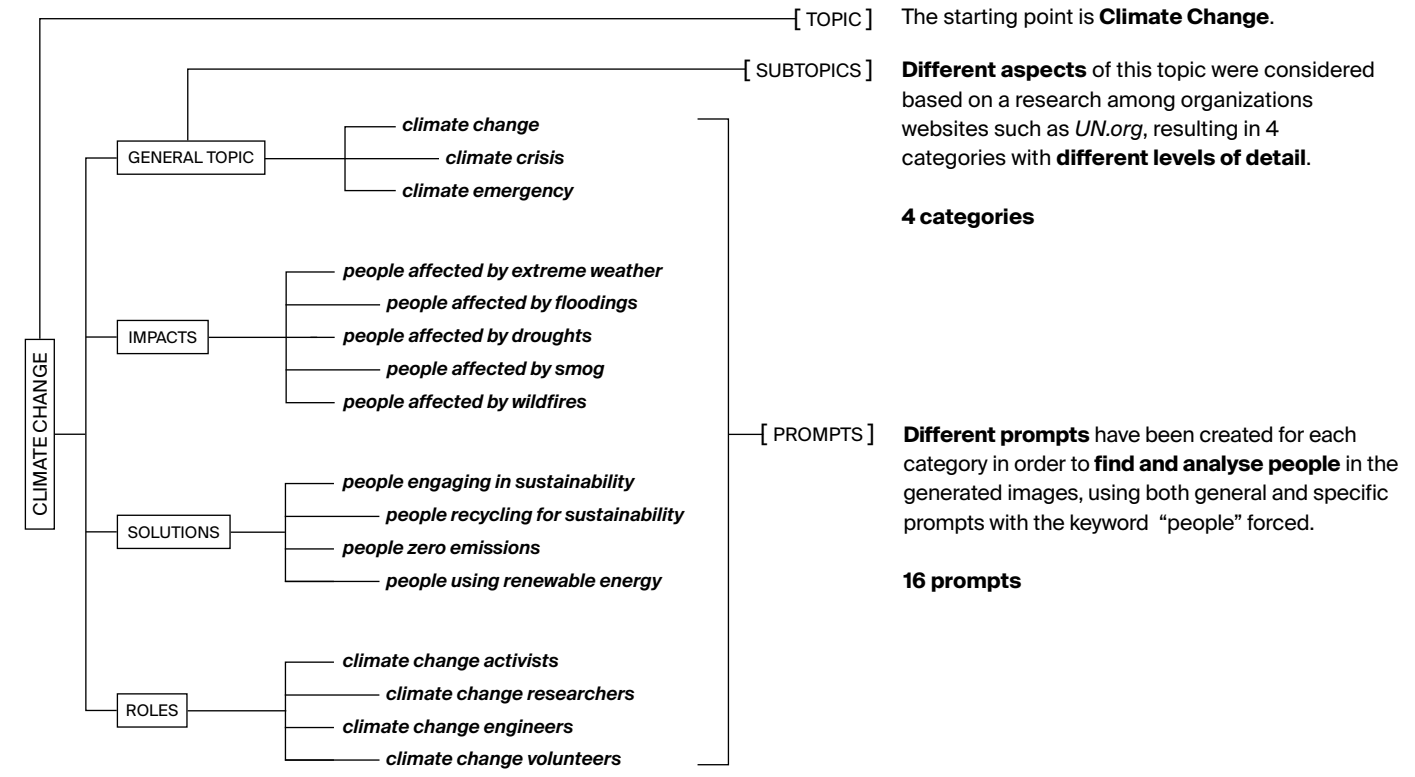 [ TOPIC ]
The starting point is Climate Change.
[ SUBTOPICS ]
Different aspects of this topic were considered
based on a research among organizations
websites such as UN.org, resulting in 4
categories with different levels of detail.
4 categories
CLIMATE CHANGE
GENERAL TOPIC
climate change
climate crisis
climate emergency
IMPACTS
people affected by extreme weather
people affected by floodings
people affected by droughts
people affected by smog
people affected by wildfires
SOLUTIONS
people engaging in sustainability
people recycling for sustainability
people zero emissions
people using renewable energy
ROLES
climate change activists
climate change researchers
climate change engineers
climate change volunteers
[ PROMPTS ]
Different prompts have been created for each
category in order to find and analyse people in the
generated images, using both general and specific
prompts with the keyword “people” forced.
16 prompts